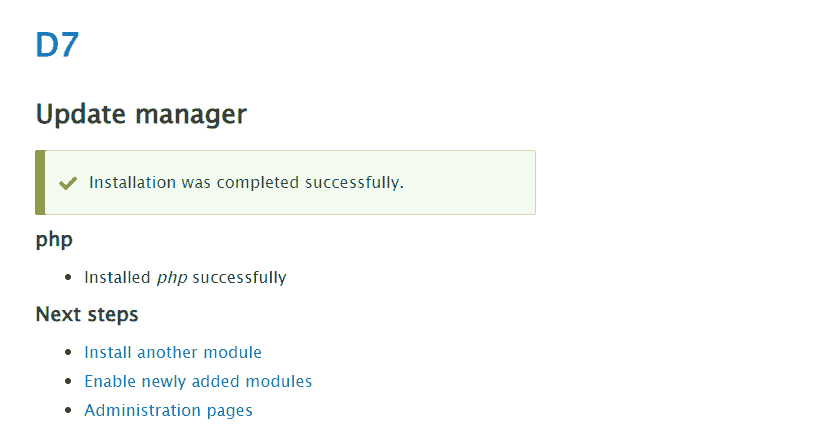 D7
Update manager
Installation was completed successfully.
php
Installed php successfully
Next steps
Install another module
Enable newly added modules
Administration pages